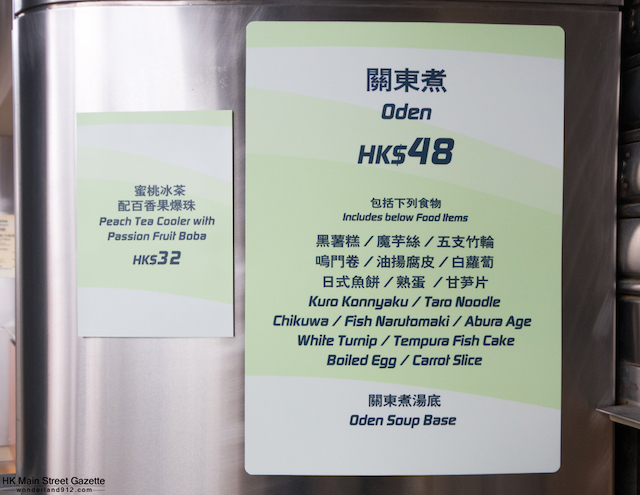 蜜桃冰茶
配百香果爆珠
Peach Tea Cooler with
Passion Fruit Boba
HK$32
關東煮
Oden
HK$48
包括下列食物
Includes below Food Items
黑薯糕 / 魔芋絲 / 五支竹輪
鳴門卷 / 油揚腐皮 / 白蘿蔔
日式魚餅 / 熟蛋 / 甘笋片
Kuro Konnyaku / Taro Noodle
Chikuwa / Fish Narutomaki / Abura Age
White Turnip / Tempura Fish Cake
Boiled Egg / Carrot Slice
關東煮湯底
Oden Soup Base
HK Main Street Gazette
wonderland912.com